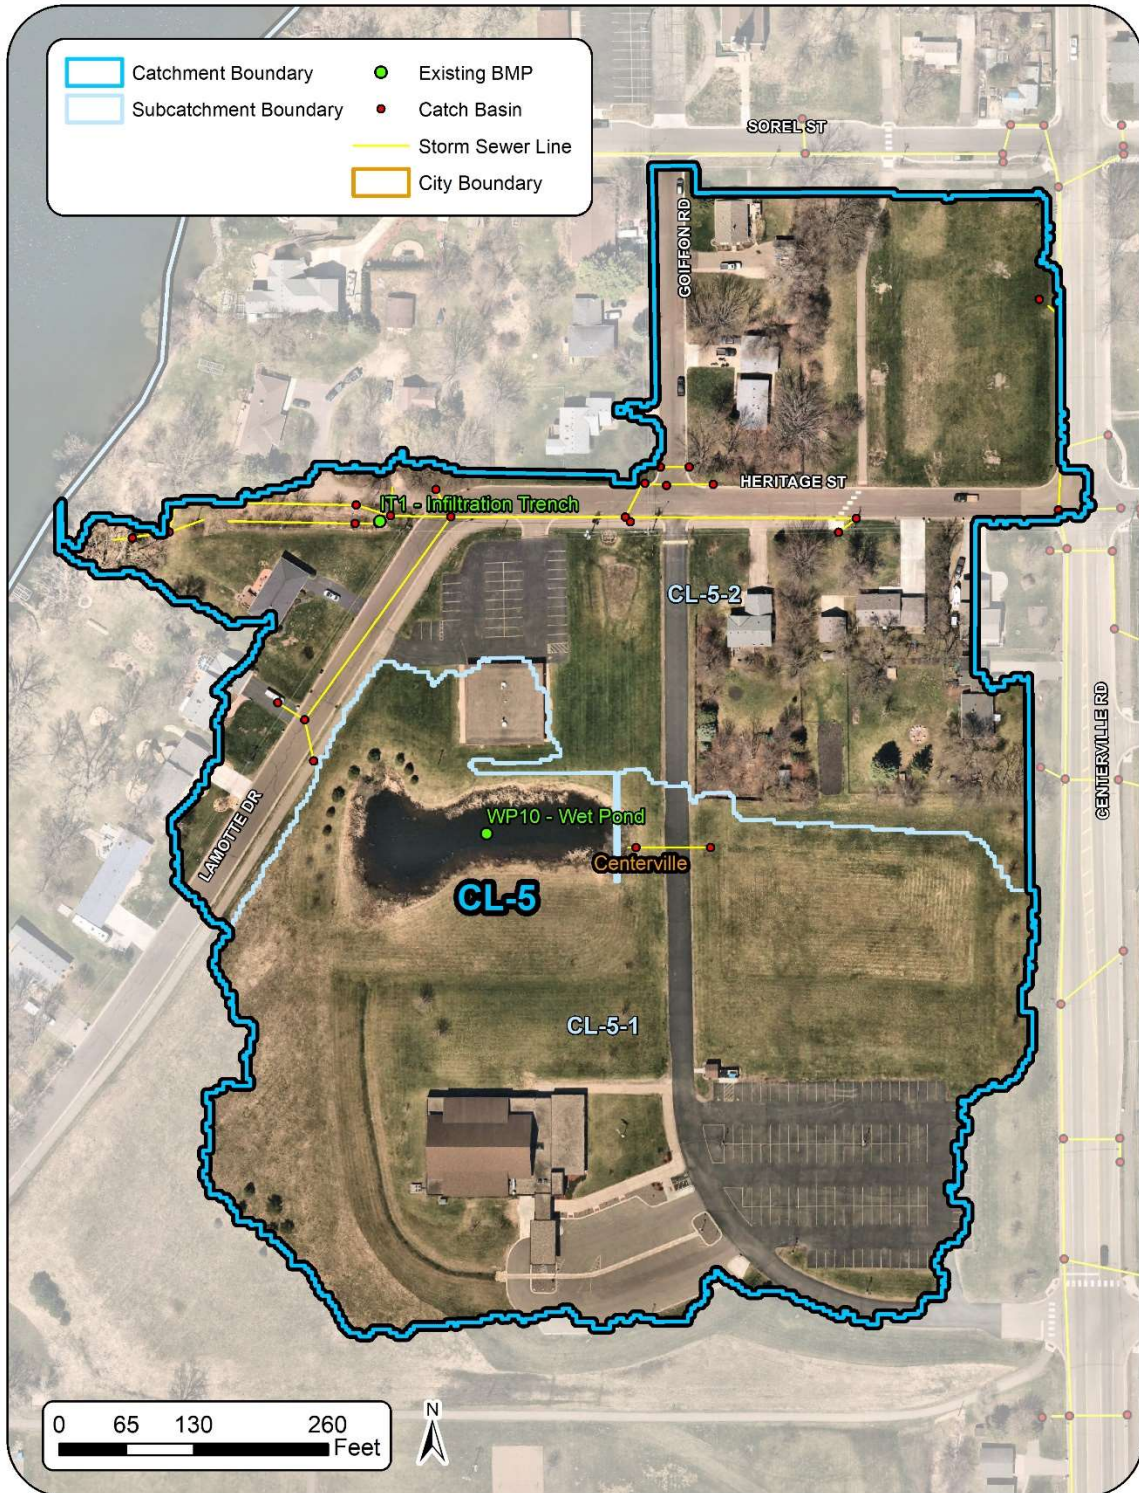 Catchment Boundary
Subcatchment Boundary
Existing BMP
Catch Basin
Storm Sewer Line
City Boundary
SOREL ST
GOIFFON RD
HERITAGE ST
IT1 - Infiltration Trench
CL-5-2
CENTERVILLE RD
LAMOTTE DR
WP10 - Wet Pond
Centerville
CL-5
CL-5-1
0 65 130 260
Feet
N